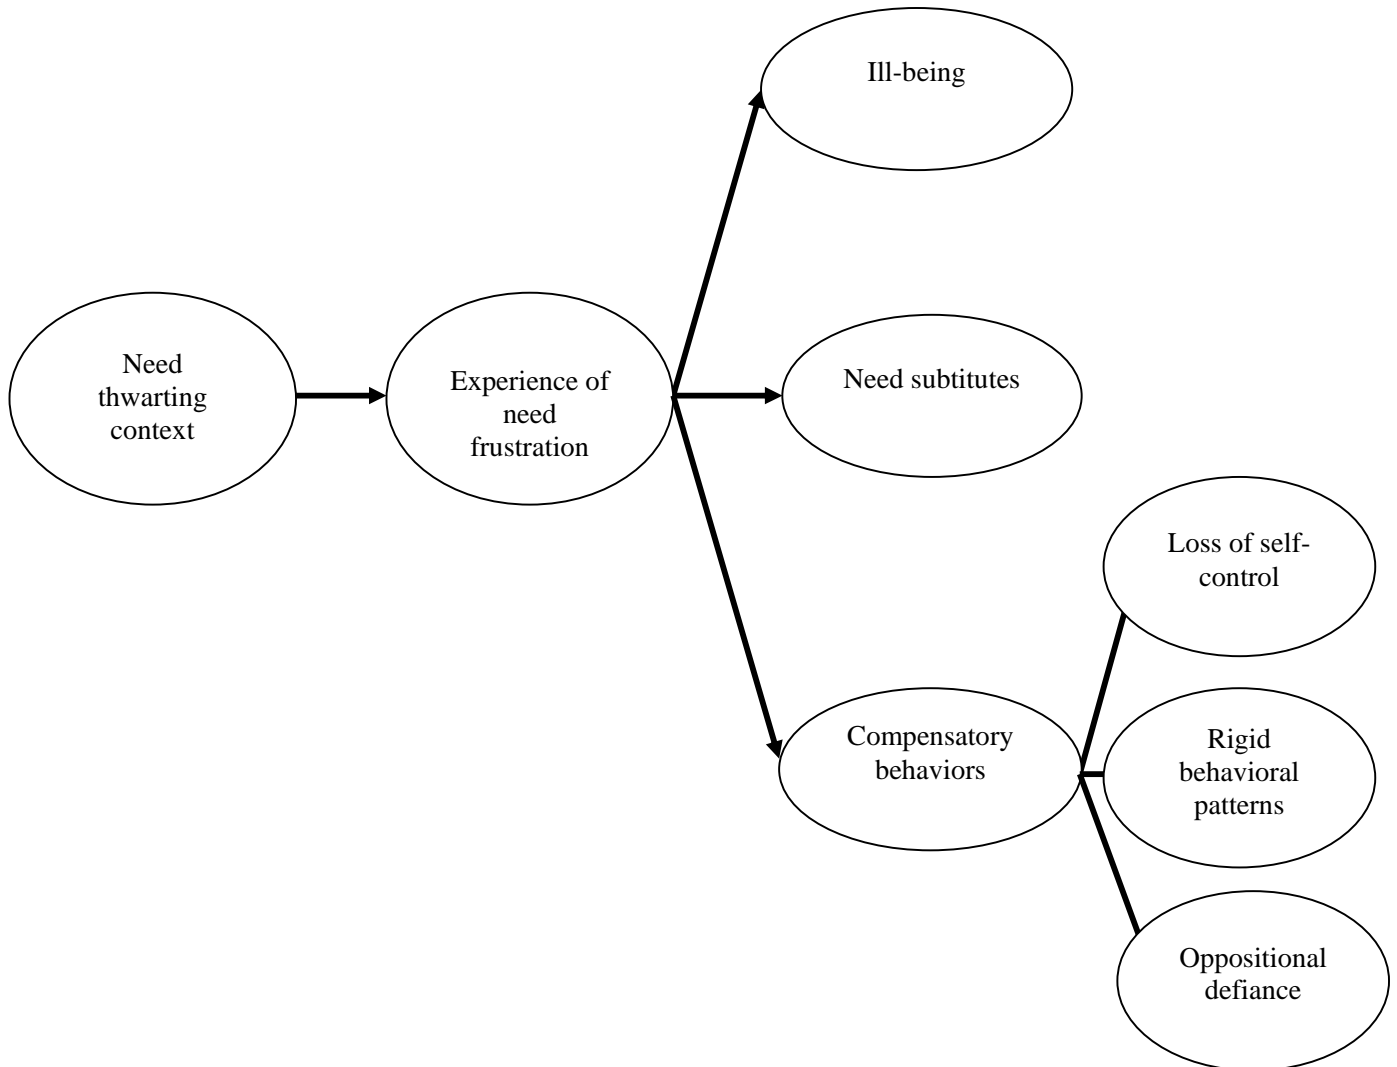 Ill-being
Need
thwarting
context
Experience of
need
frustration
Need subtitutes
Loss of self-
control
Compensatory
behaviors
Rigid
behavioral
patterns
Oppositional
defiance